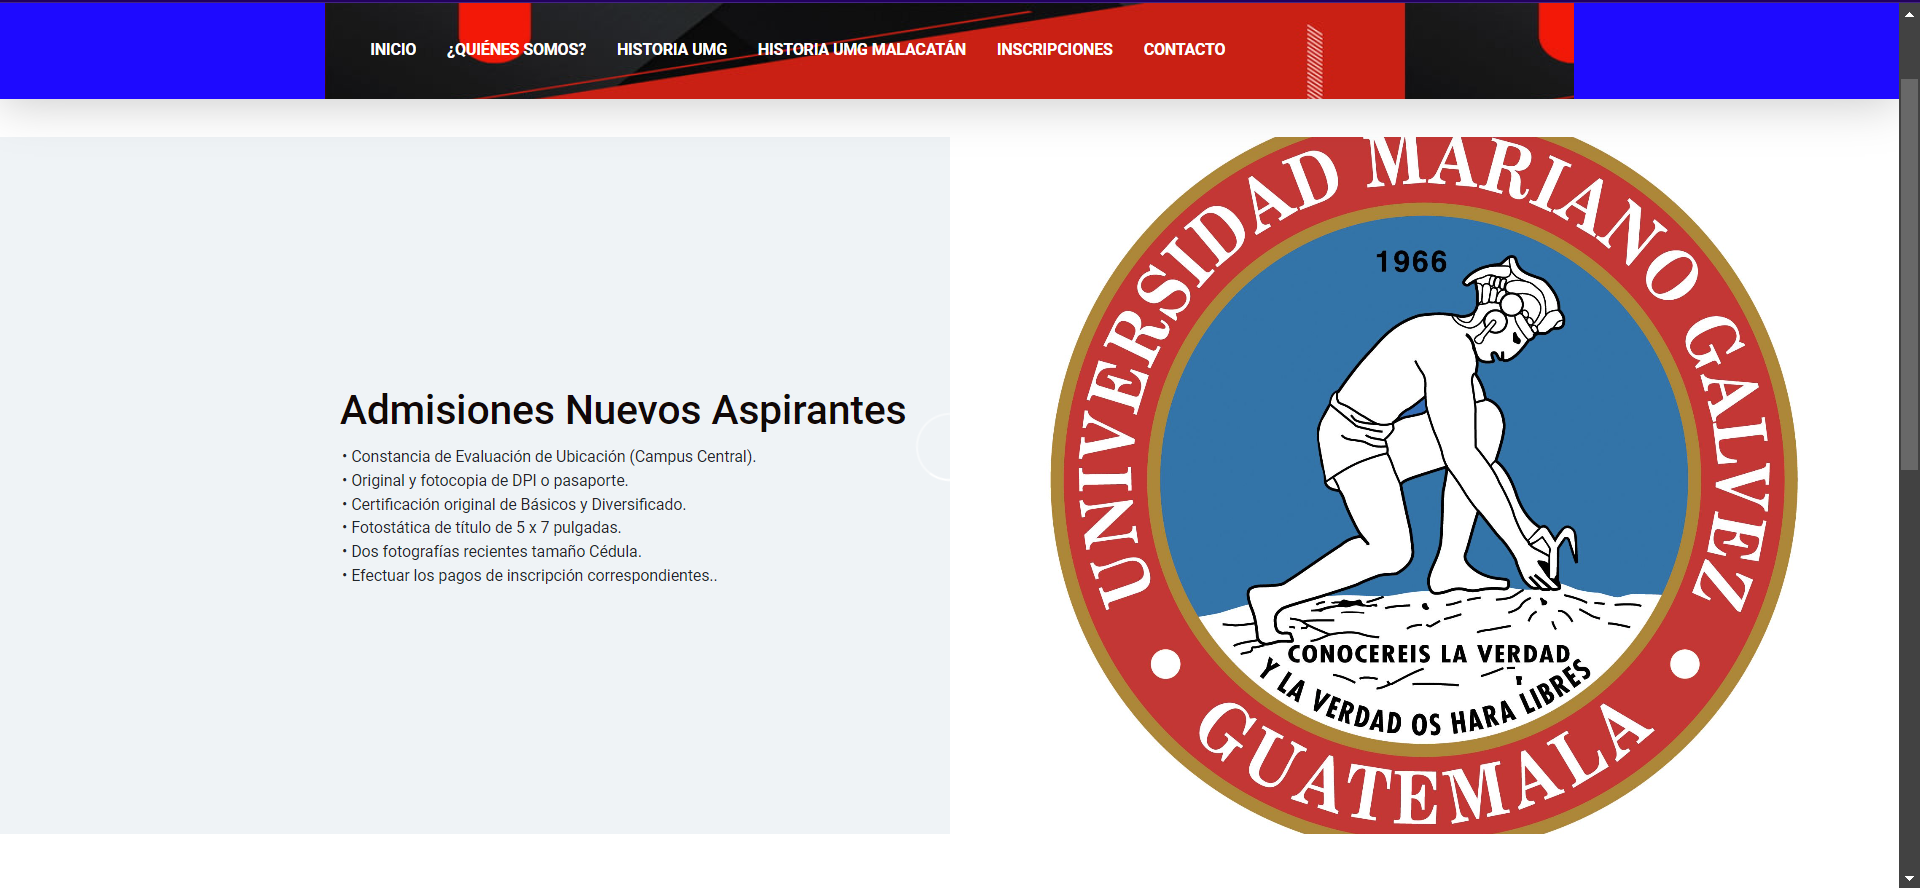 INICIO ¿QUIÉNES SOMOS? HISTORIA UMG HISTORIA UMG MALACATÁN INSCRIPCIONES CONTACTO
Admisiones Nuevos Aspirantes
• Constancia de Evaluación de Ubicación (Campus Central).
• Original y fotocopia de DPI o pasaporte.
• Certificación original de Básicos y Diversificado.
• Fotostática de título de 5 x 7 pulgadas.
• Dos fotografías recientes tamaño Cédula.
• Efectuar los pagos de inscripción correspondientes..
UNIVERSIDAD MARIANO GALVEZ
1966
CONOCEREIS LA VERDAD
Y LA VERDAD OS HARA LIBRES
GUATEMALA